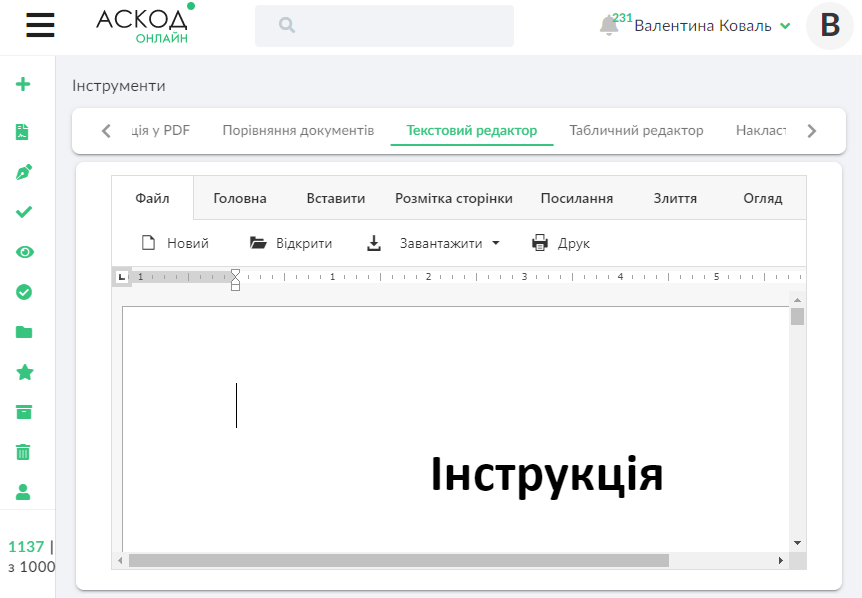 АСКОД
ОНЛАЙН
231
Валентина Коваль
В
Інструменти
ція у PDF
Порівняння документів
Текстовий редактор
Табличний редактор
Накласт
Файл
Головна
Вставити
Розмітка сторінки
Посилання
Злиття
Огляд
Новий
Відкрити
Завантажити
Друк
1 1 2 3 4 5
Інструкція
1137 |
з 1000